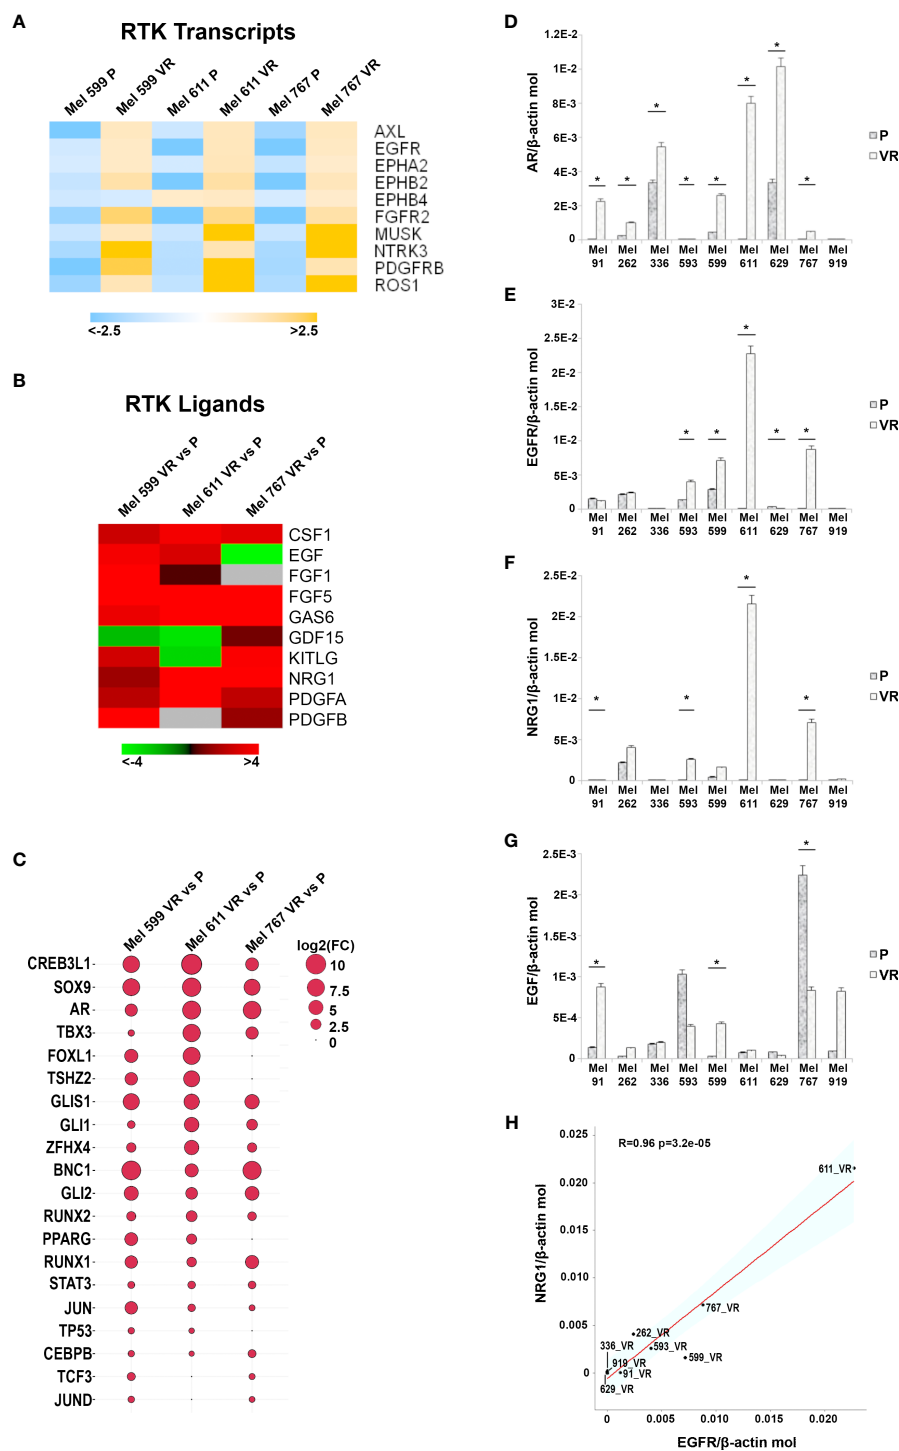 A
RTK Transcripts
Mel 599 P
Mel 599 VR
Mel 611 P
Mel 611 VR
Mel 767 P
Mel 767 VR
AXL
EGFR
EPHA2
EPHB2
EPHB4
FGFR2
MUSK
NTRK3
PDGFRB
ROS1
<-2.5
>2.5
B
RTK Ligands
Mel 599 VR vs P
Mel 611 VR vs P
Mel 767 VR vs P
CSF1
EGF
FGF1
FGF5
GAS6
GDF15
KITLG
NRG1
PDGFA
PDGFB
<-4
>4
C
Mel 599 VR vs P
Mel 611 VR vs P
Mel 767 VR vs P
log2(FC)
10
7.5
5
2.5
0
CREB3L1
SOX9
AR
TBX3
FOXL1
TSHZ2
GLIS1
GLI1
ZFHX4
BNC1
GLI2
RUNX2
PPARG
RUNX1
STAT3
JUN
TP53
CEBPB
TCF3
JUND
D
AR/β-actin mol
1.2E-2
1E-2
8E-3
6E-3
4E-3
2E-3
0
* * * * * * * *
Mel Mel Mel Mel Mel Mel Mel Mel Mel
91 262 336 593 599 611 629 767 919
P
VR
E
EGFR/β-actin mol
3E-2
2.5E-2
2E-2
1.5E-2
1E-2
5E-3
0
* * * * *
Mel Mel Mel Mel Mel Mel Mel Mel Mel
91 262 336 593 599 611 629 767 919
P
VR
F
NRG1/β-actin mol
2.5E-2
2E-2
1.5E-2
1E-2
5E-3
0
* * * *
Mel Mel Mel Mel Mel Mel Mel Mel Mel
91 262 336 593 599 611 629 767 919
P
VR
G
EGF/β-actin mol
2.5E-3
2E-3
1E-3
5E-4
0
* * *
Mel Mel Mel Mel Mel Mel Mel Mel Mel
91 262 336 593 599 611 629 767 919
P
VR
H
NRG1/β-actin mol
R=0.96 p=3.2e-05
0.025
0.020
0.015
0.010
0.005
0
611_VR
767_VR
262_VR
336_VR
593_VR
599_VR
919_VR
91_VR
629_VR
0 0.005 0.010 0.015 0.020
EGFR/β-actin mol